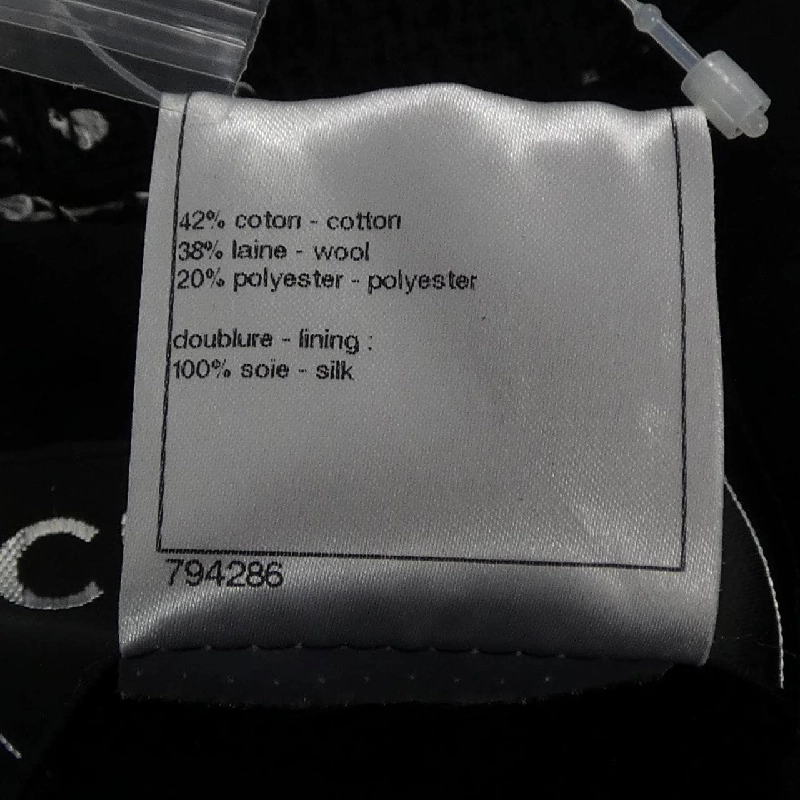 42% coton - cotton
38% laine - wool
20% polyester - polyester
doublure - lining :
100% soie - silk
794286
C